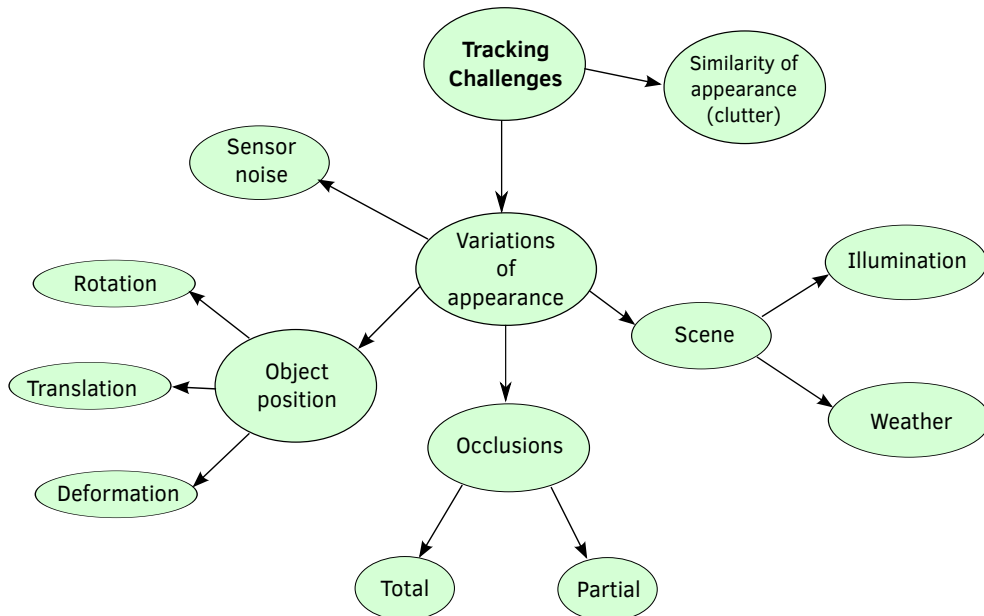 Tracking
Challenges
Similarity of
appearance
(clutter)
Sensor
noise
Variations
of
appearance
Illumination
Rotation
Scene
Object
position
Translation
Weather
Occlusions
Deformation
Total
Partial